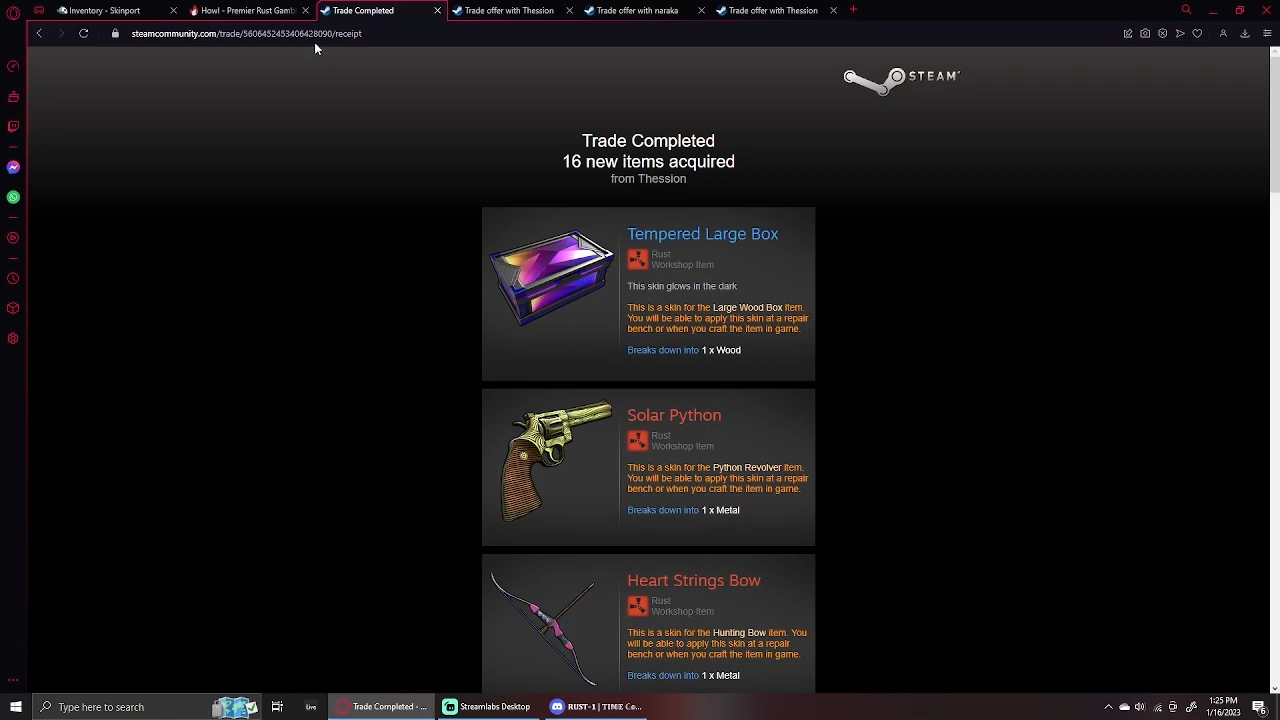 Inventory - Skinport
Howl - Premier Rust Gamb
Trade Completed
Trade offer with Thession
Trade offer with naraka
Trade offer with Thession
steamcommunity.com/trade/5606452453406428090/receipt
STEAM
Trade Completed
16 new items acquired
from Thession
Tempered Large Box
Rust
Workshop Item
This skin glows in the dark
This is a skin for the Large Wood Box item.
You will be able to apply this skin at a repair
bench or when you craft the item in game.
Breaks down into 1 x Wood
Solar Python
Rust
Workshop Item
This is a skin for the Python Revolver item.
You will be able to apply this skin at a repair
bench or when you craft the item in game.
Breaks down into 1 x Metal
Heart Strings Bow
Rust
Workshop Item
This is a skin for the Hunting Bow item. You
will be able to apply this skin at a repair
bench or when you craft the item in game.
Breaks down into 1 x Metal
Type here to search
Live
Trade Completed - ...
Streamlabs Desktop
RUST-1 | TIME Co...
1:25 PM
1/16/2023